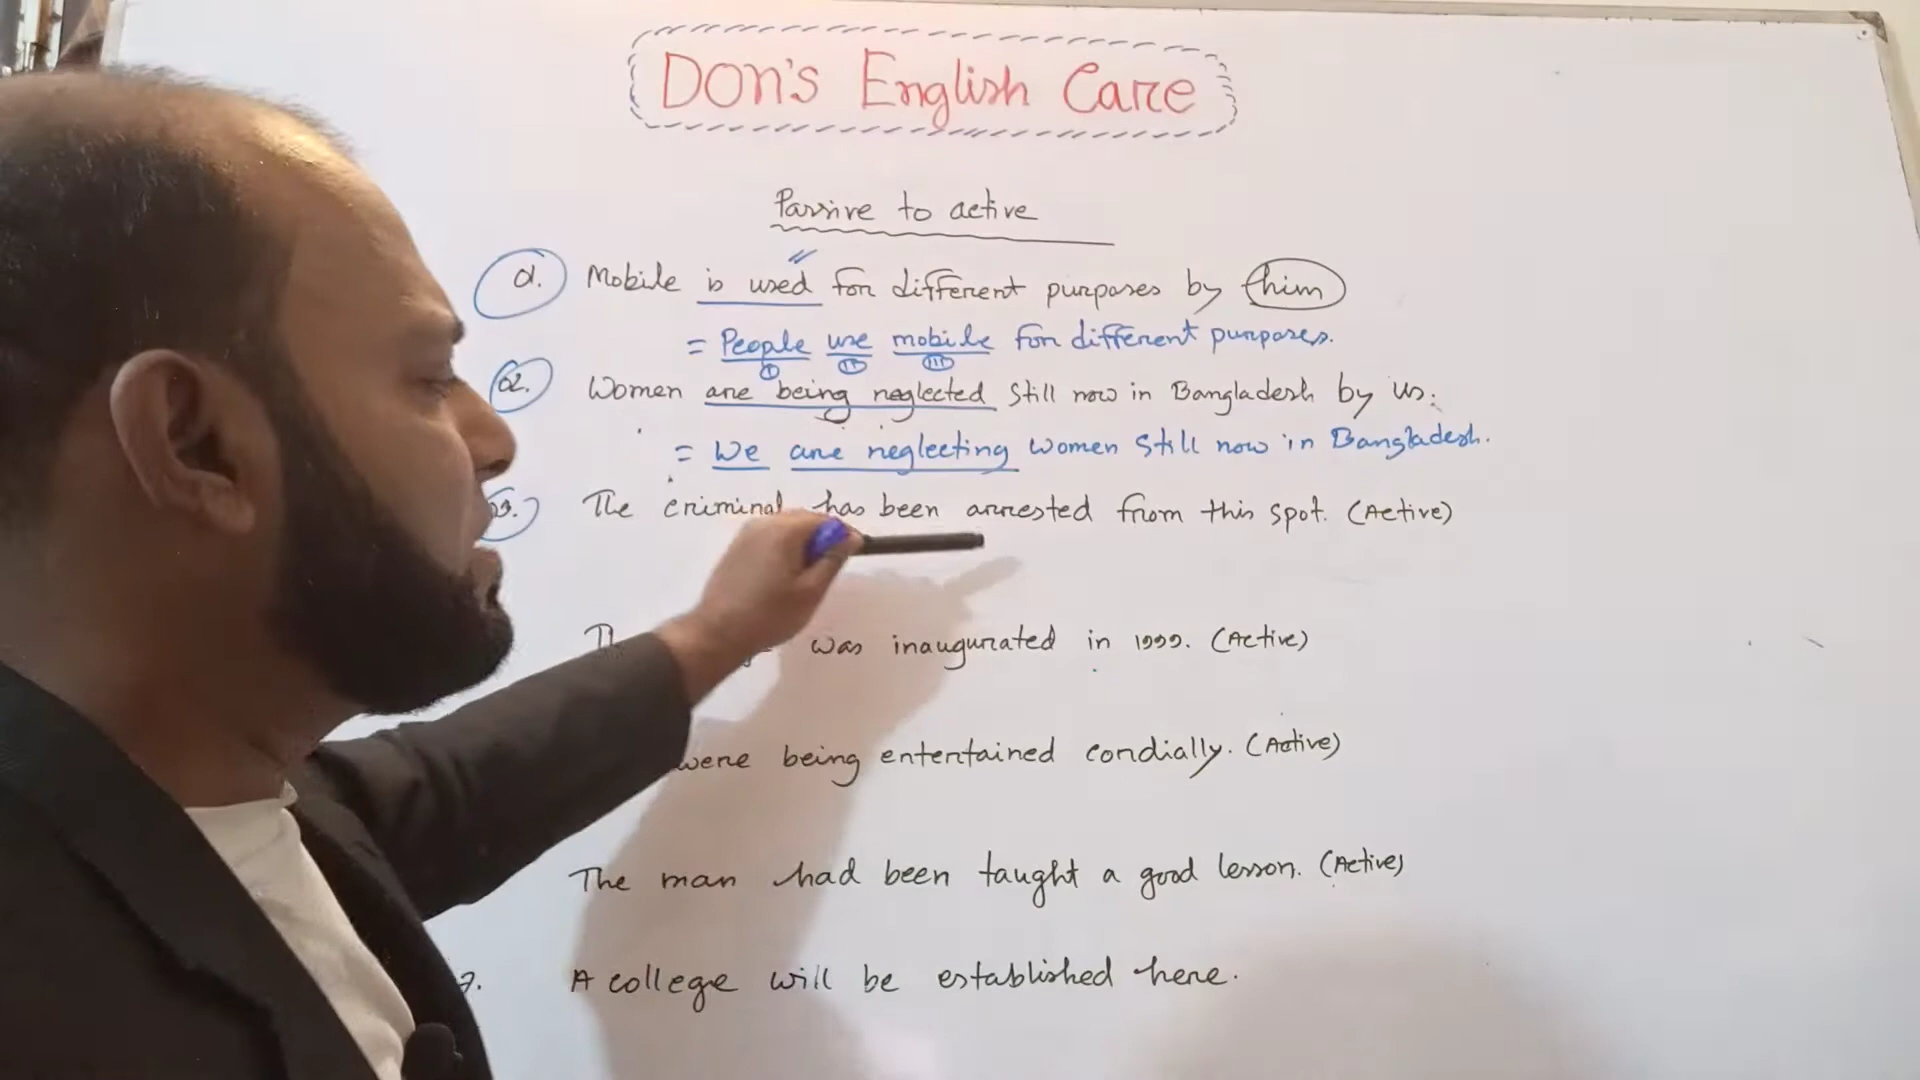 Don's English Care
Passive to active
01. Mobile is used for different purposes by them
= People use mobile for different purposes.
I II III
02. Women are being neglected still now in Bangladesh by us.
= We are neglecting women still now in Bangladesh.
03. The criminal has been arrested from this spot. (Active)
was inaugurated in 1999. (Active)
were being entertained cordially. (Active)
The man had been taught a good lesson. (Active)
7. A college will be established here.